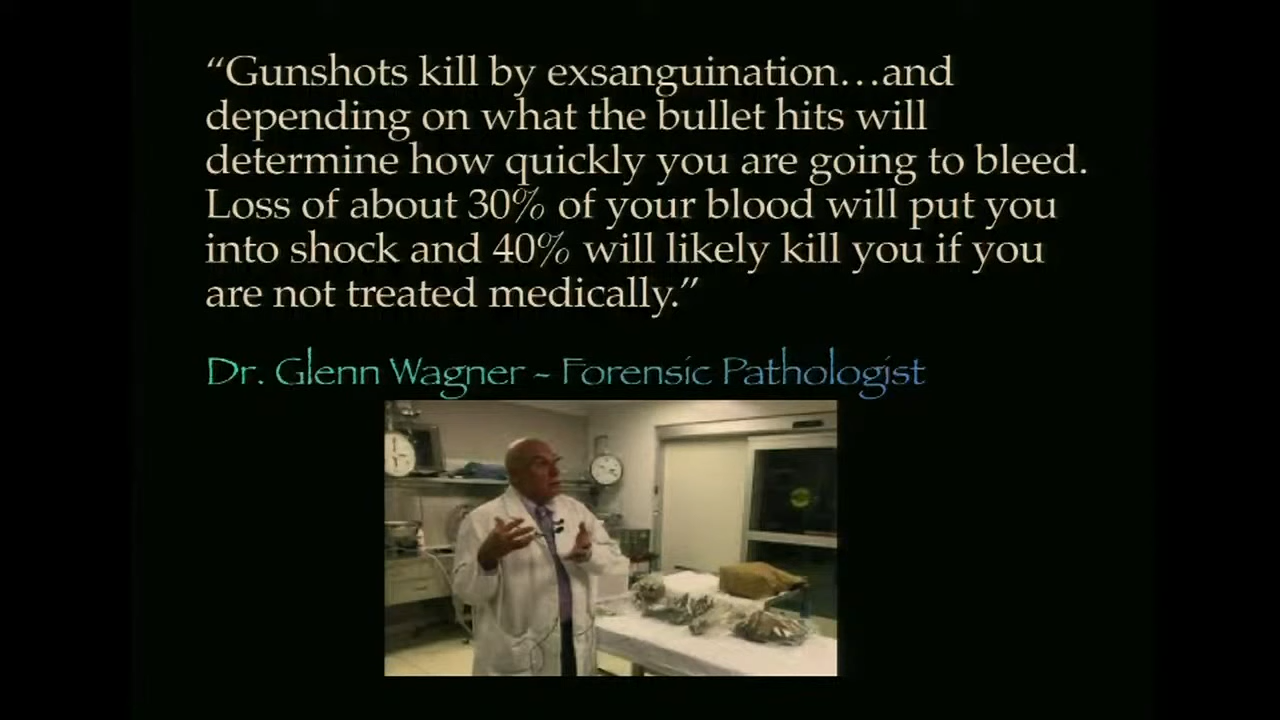 “Gunshots kill by exsanguination…and
depending on what the bullet hits will
determine how quickly you are going to bleed.
Loss of about 30% of your blood will put you
into shock and 40% will likely kill you if you
are not treated medically.”
Dr. Glenn Wagner ~ Forensic Pathologist